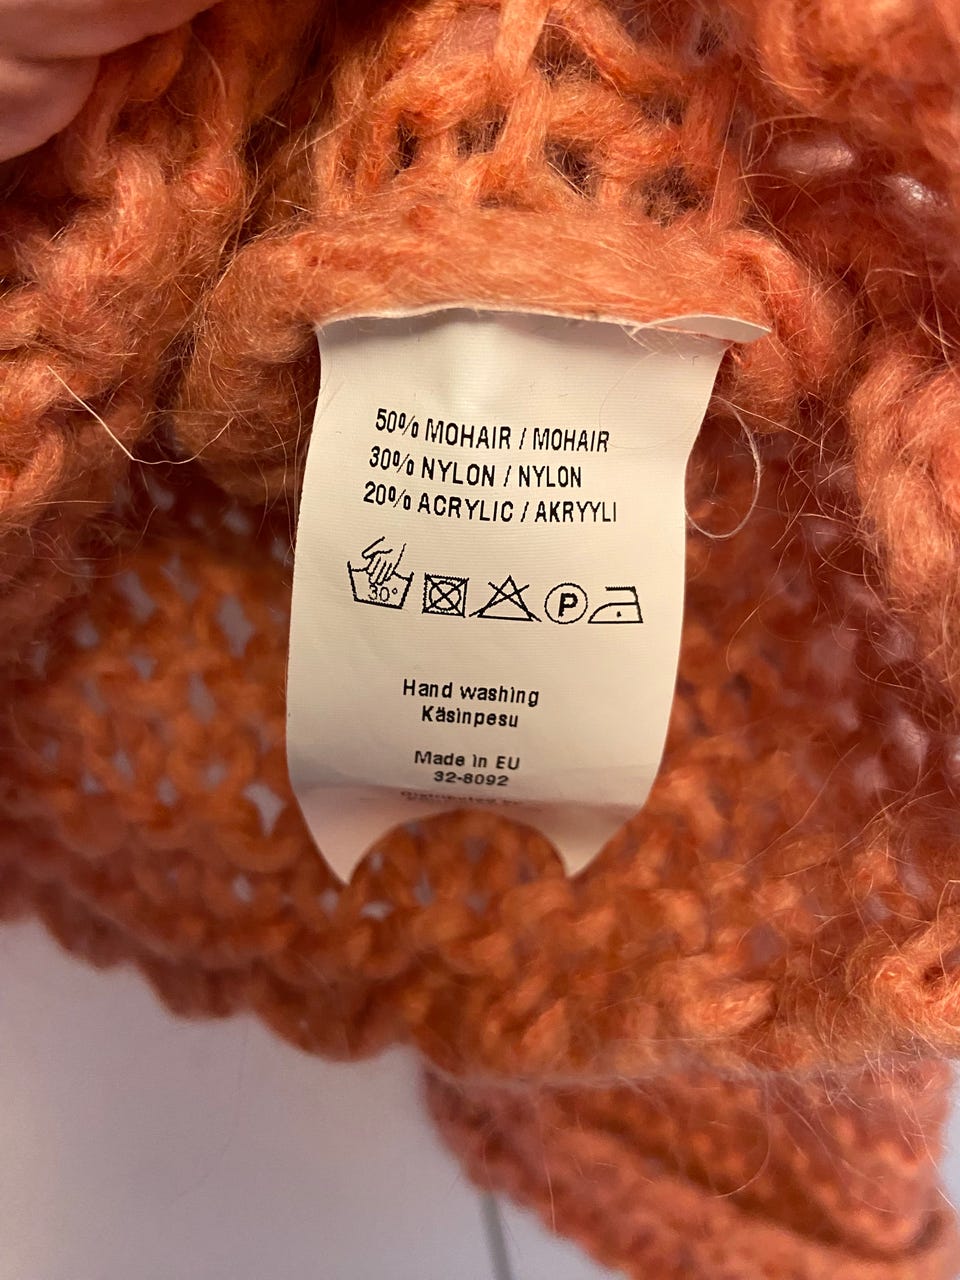 50% MOHAIR / MOHAIR
30% NYLON / NYLON
20% ACRYLIC / AKRYYLI
30°
P
Hand washing
Käsinpesu
Made in EU
32-8092